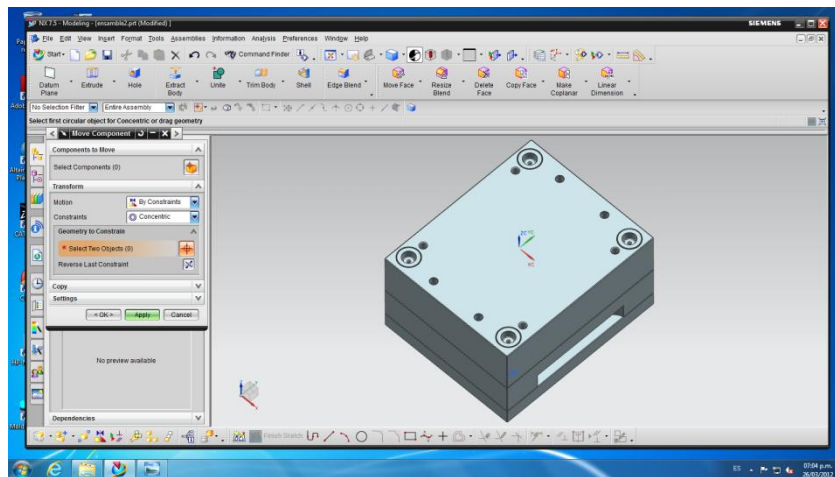 NX 7.5 - Modeling - [ensamble2.prt (Modified) ]
SIEMENS
File Edit View Insert Format Tools Assemblies Information Analysis Preferences Window Help
Start Command Finder
Datum Plane
Extrude
Hole
Extract Body
Unite
Trim Body
Shell
Edge Blend
Move Face
Resize Blend
Delete Face
Copy Face
Make Coplanar
Linear Dimension
No Selection Filter Entire Assembly
Select first circular object for Concentric or drag geometry
Move Component
Components to Move
Select Components (0)
Transform
Motion By Constraints
Constraints Concentric
Geometry to Constrain
* Select Two Objects (0)
Reverse Last Constraint
Copy
Settings
< OK > Apply Cancel
No preview available
Dependencies
Finish Sketch
ES
07:04 p.m.
26/03/2012